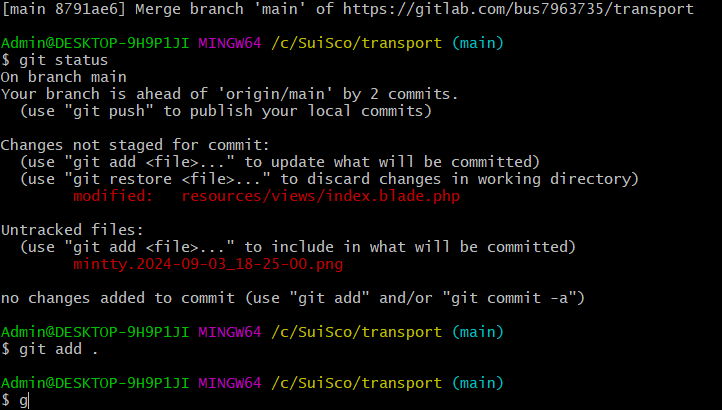 [main 8791ae6] Merge branch 'main' of https://gitlab.com/bus7963735/transport
Admin@DESKTOP-9H9P1JI MINGW64 /c/SuiSco/transport (main)
$ git status
On branch main
Your branch is ahead of 'origin/main' by 2 commits.
  (use "git push" to publish your local commits)
Changes not staged for commit:
  (use "git add <file>..." to update what will be committed)
  (use "git restore <file>..." to discard changes in working directory)
        modified:   resources/views/index.blade.php
Untracked files:
  (use "git add <file>..." to include in what will be committed)
        mintty.2024-09-03_18-25-00.png
no changes added to commit (use "git add" and/or "git commit -a")
Admin@DESKTOP-9H9P1JI MINGW64 /c/SuiSco/transport (main)
$ git add .
Admin@DESKTOP-9H9P1JI MINGW64 /c/SuiSco/transport (main)
$ g